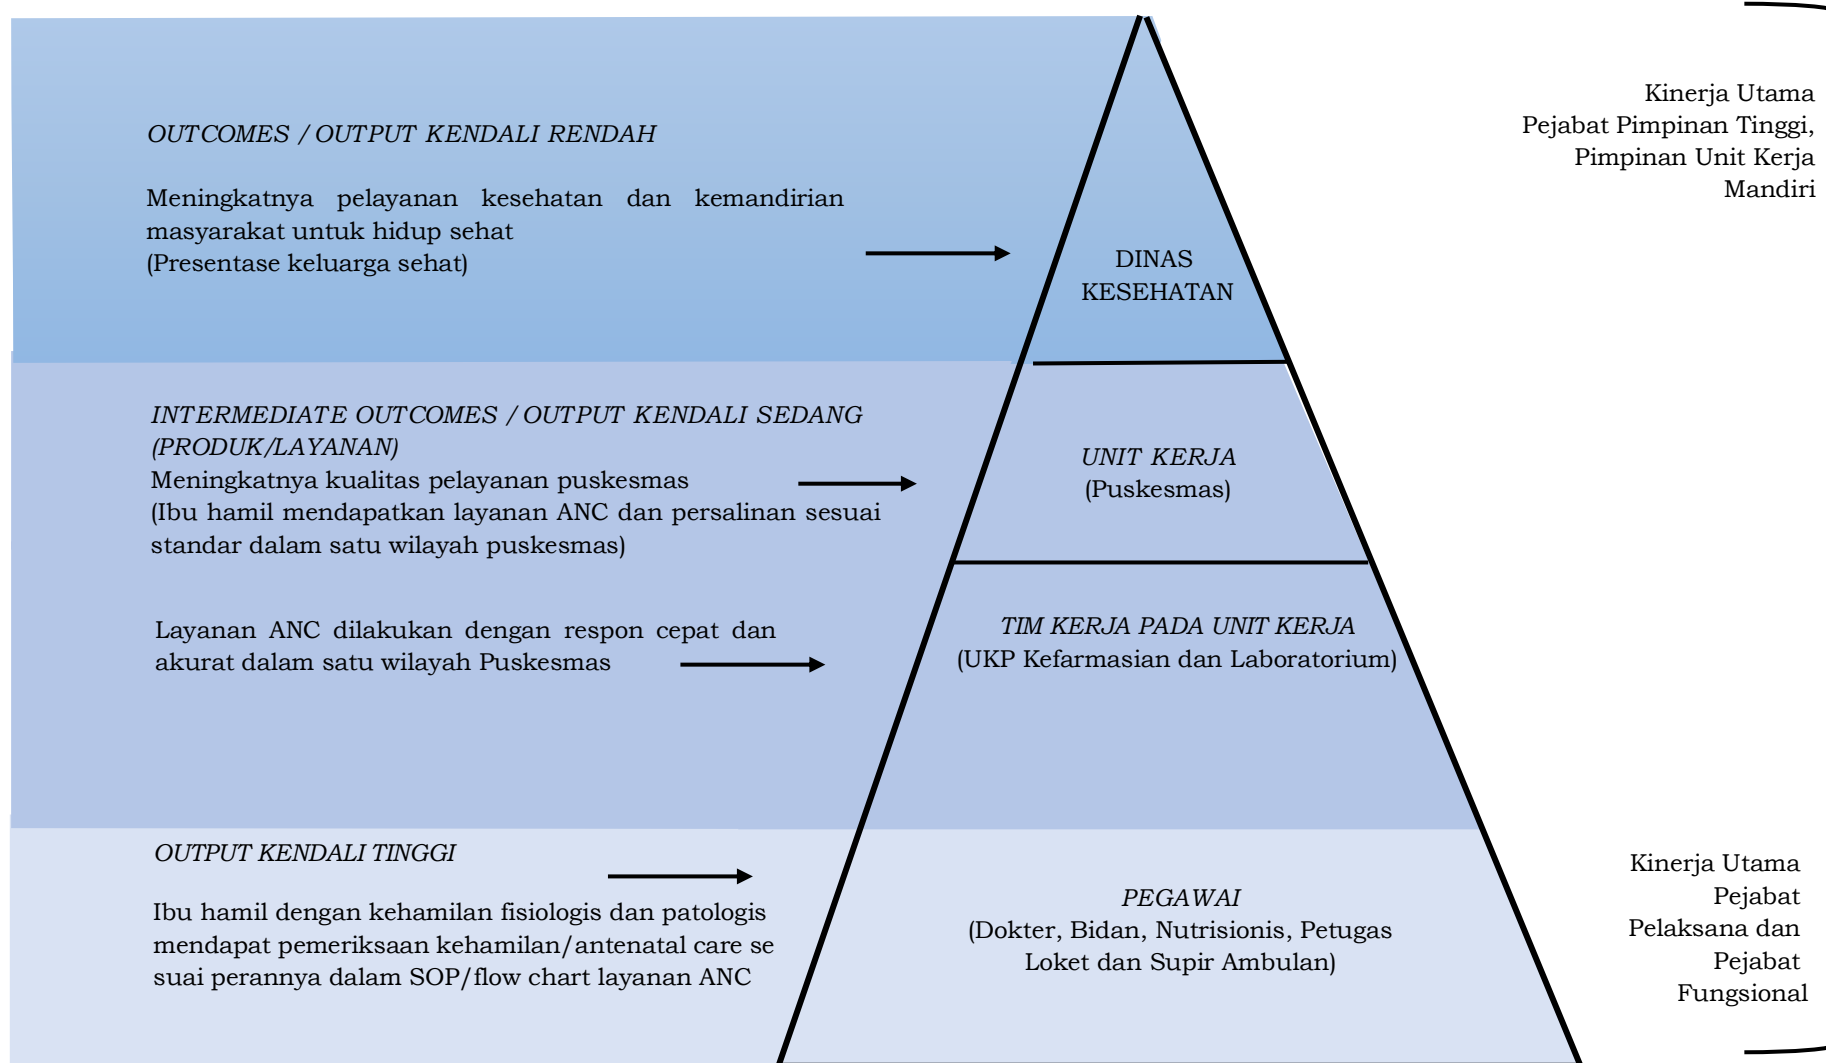 OUTCOMES / OUTPUT KENDALI RENDAH
Meningkatnya pelayanan kesehatan dan kemandirian
masyarakat untuk hidup sehat
(Presentase keluarga sehat)
DINAS
KESEHATAN
Kinerja Utama
Pejabat Pimpinan Tinggi,
Pimpinan Unit Kerja
Mandiri
INTERMEDIATE OUTCOMES / OUTPUT KENDALI SEDANG
(PRODUK/LAYANAN)
Meningkatnya kualitas pelayanan puskesmas
(Ibu hamil mendapatkan layanan ANC dan persalinan sesuai
standar dalam satu wilayah puskesmas)
UNIT KERJA
(Puskesmas)
Layanan ANC dilakukan dengan respon cepat dan
akurat dalam satu wilayah Puskesmas
TIM KERJA PADA UNIT KERJA
(UKP Kefarmasian dan Laboratorium)
OUTPUT KENDALI TINGGI
Ibu hamil dengan kehamilan fisiologis dan patologis
mendapat pemeriksaan kehamilan/antenatal care se
suai perannya dalam SOP/flow chart layanan ANC
PEGAWAI
(Dokter, Bidan, Nutrisionis, Petugas
Loket dan Supir Ambulan)
Kinerja Utama
Pejabat
Pelaksana dan
Pejabat
Fungsional